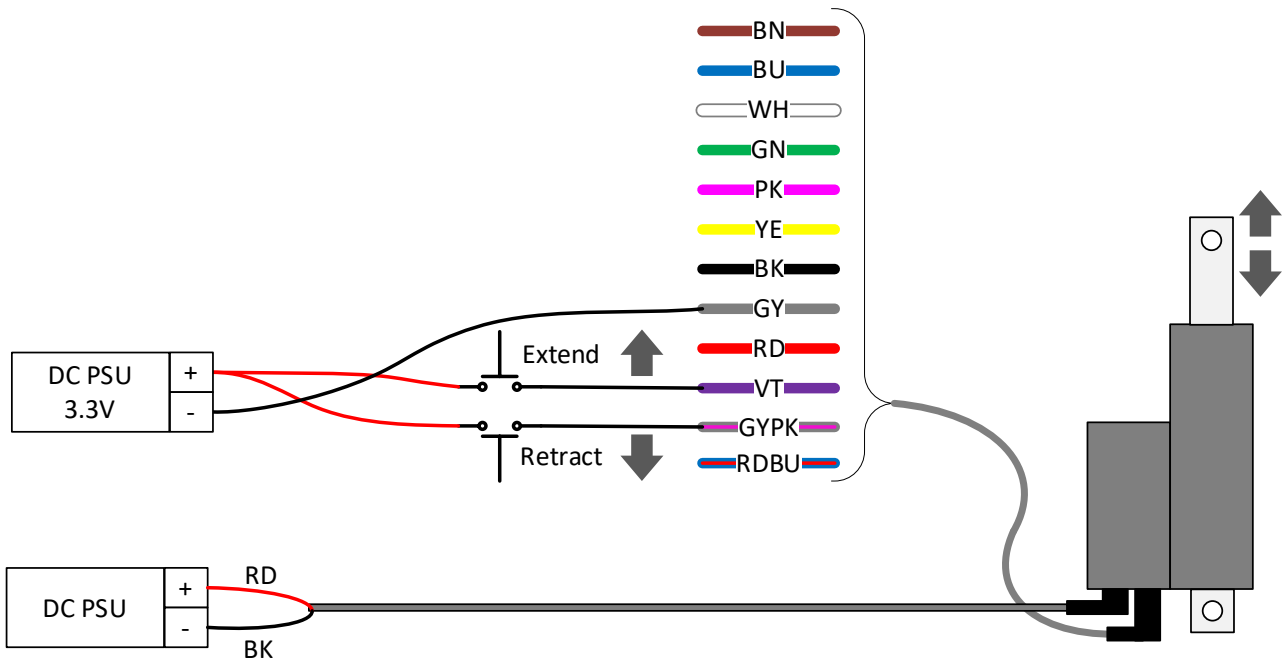 BN
BU
WH
GN
PK
YE
BK
GY
RD
VT
GYPK
RDBU
DC PSU
3.3V
+
-
Extend
Retract
DC PSU
+
-
RD
BK